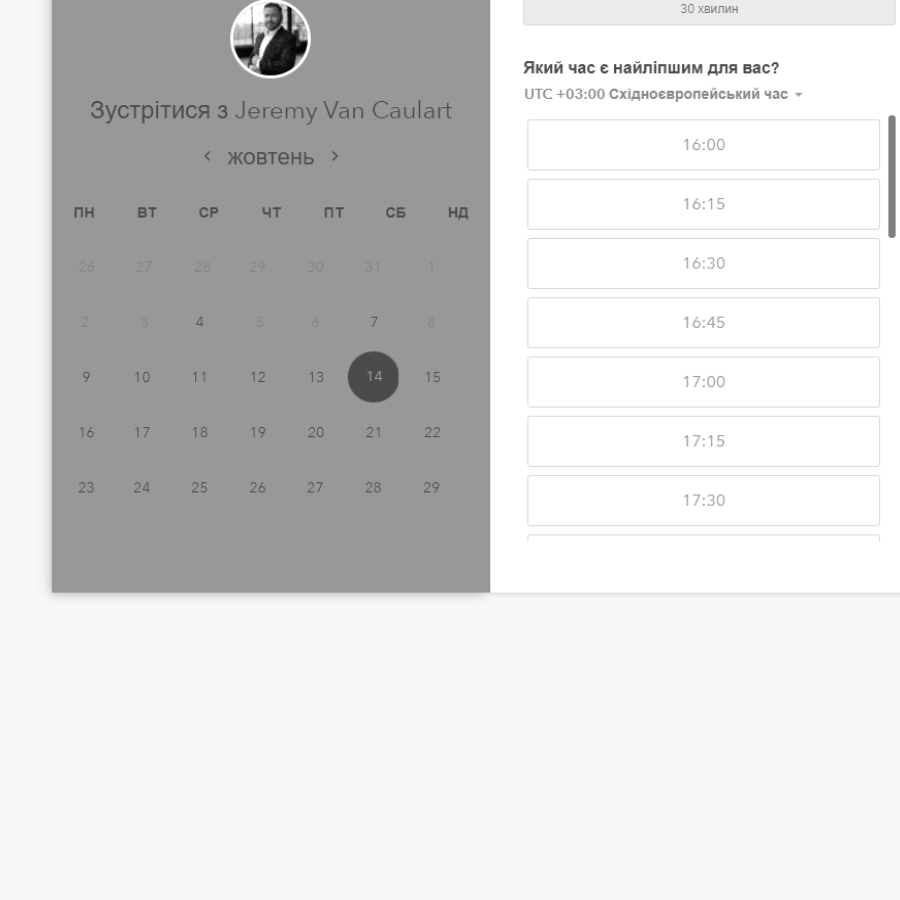 Зустрітися з Jeremy Van Caulart
жовтень
ПН ВТ СР ЧТ ПТ СБ НД
26 27 28 29 30 31 1
2 3 4 5 6 7 8
9 10 11 12 13 14 15
16 17 18 19 20 21 22
23 24 25 26 27 28 29
30 хвилин
Який час є найліпшим для вас?
UTC +03:00 Східноєвропейський час
16:00
16:15
16:30
16:45
17:00
17:15
17:30